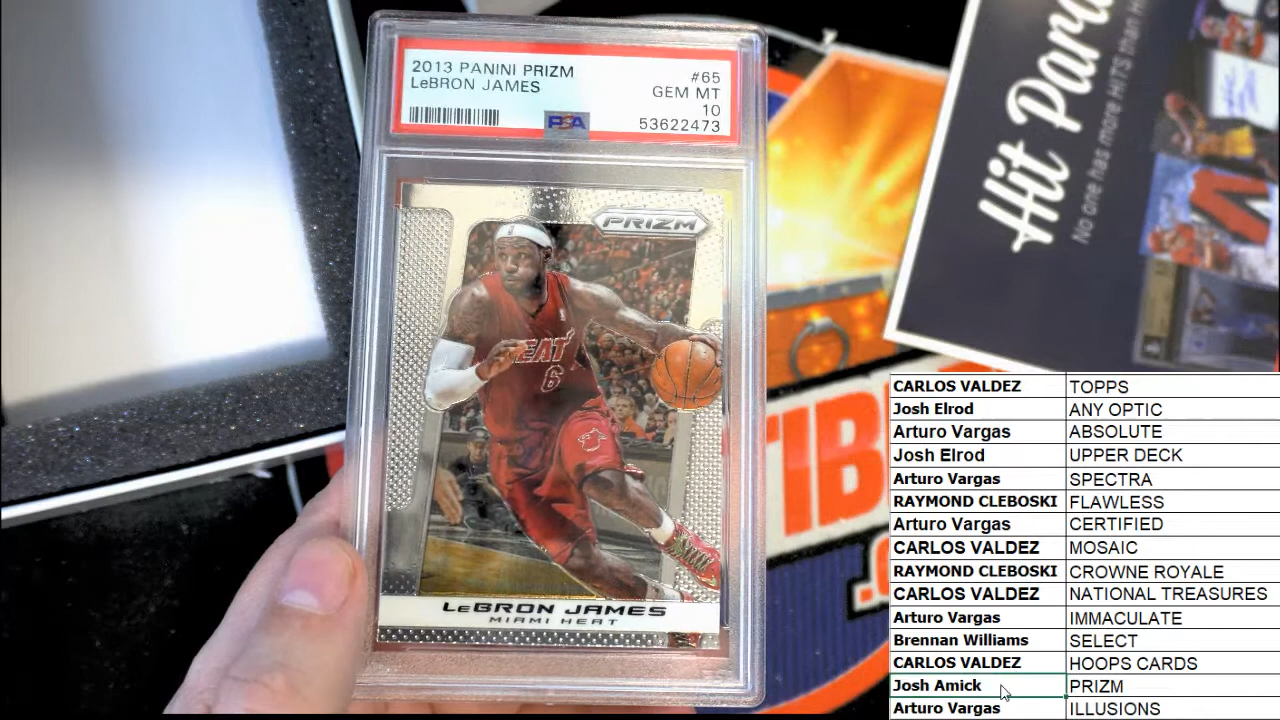 2013 PANINI PRIZM
LeBRON JAMES
#65
GEM MT
10
PSA
53622473
PRIZM
HEAT
6
LeBRON JAMES
MIAMI HEAT
Hit Para
No one has more HITS than H
TIB
CARLOS VALDEZ TOPPS
Josh Elrod ANY OPTIC
Arturo Vargas ABSOLUTE
Josh Elrod UPPER DECK
Arturo Vargas SPECTRA
RAYMOND CLEBOSKI FLAWLESS
Arturo Vargas CERTIFIED
CARLOS VALDEZ MOSAIC
RAYMOND CLEBOSKI CROWNE ROYALE
CARLOS VALDEZ NATIONAL TREASURES
Arturo Vargas IMMACULATE
Brennan Williams SELECT
CARLOS VALDEZ HOOPS CARDS
Josh Amick PRIZM
Arturo Vargas ILLUSIONS